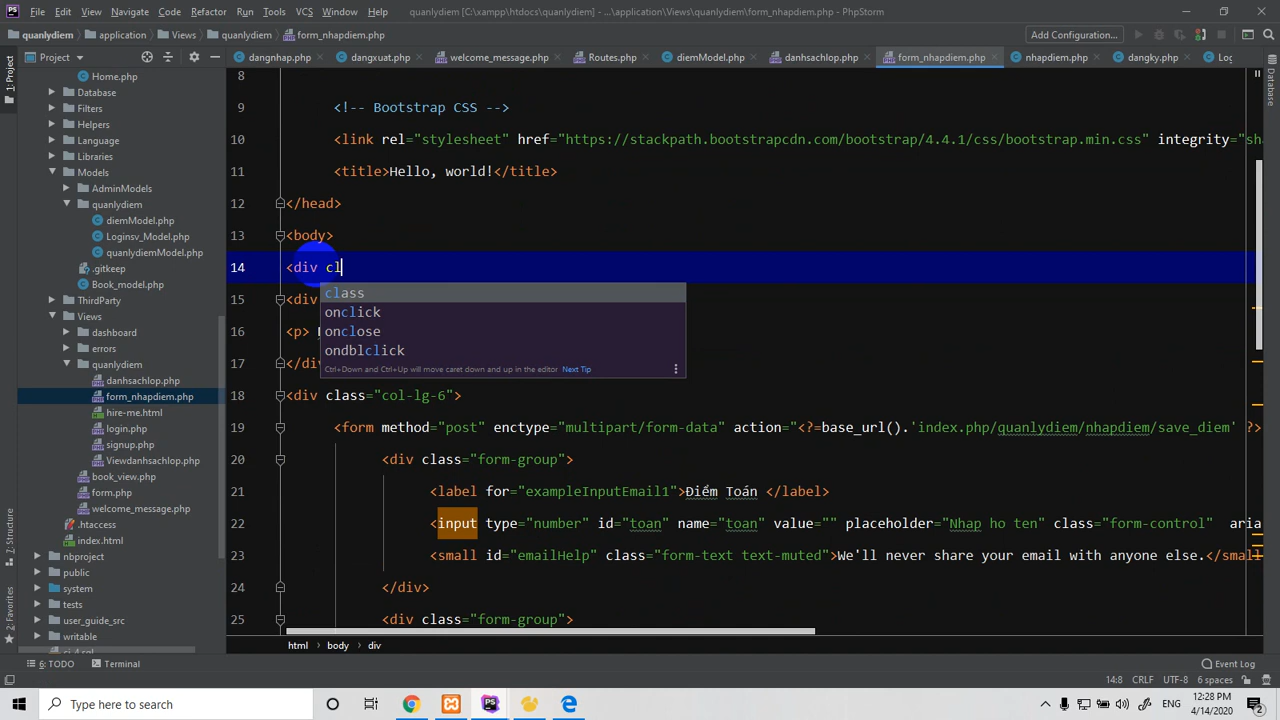 File Edit View Navigate Code Refactor Run Tools VCS Window Help quanlydiem [C:\xampp\htdocs\quanlydiem] - ...\application\Views\quanlydiem\form_nhapdiem.php - PhpStorm
quanlydiem application Views quanlydiem form_nhapdiem.php Add Configuration...
Project dangnhap.php dangxuat.php welcome_message.php Routes.php diemModel.php danhsachlop.php form_nhapdiem.php nhapdiem.php dangky.php Log
1: Project
Database
7: Structure
2: Favorites
Home.php
Database
Filters
Helpers
Language
Libraries
Models
AdminModels
quanlydiem
diemModel.php
Loginsv_Model.php
quanlydiemModel.php
.gitkeep
Book_model.php
ThirdParty
Views
dashboard
errors
quanlydiem
danhsachlop.php
form_nhapdiem.php
hire-me.html
login.php
signup.php
Viewdanhsachlop.php
book_view.php
form.php
welcome_message.php
.htaccess
index.html
nbproject
public
system
tests
user_guide_src
writable
8
9 <!-- Bootstrap CSS -->
10 <link rel="stylesheet" href="https://stackpath.bootstrapcdn.com/bootstrap/4.4.1/css/bootstrap.min.css" integrity="sha
11 <title>Hello, world!</title>
12 </head>
13 <body>
14 <div cl
15 <div
16 <p>
17 </di
class
onclick
onclose
ondblclick
Ctrl+Down and Ctrl+Up will move caret down and up in the editor Next Tip
18 <div class="col-lg-6">
19 <form method="post" enctype="multipart/form-data" action="<?=base_url().'index.php/quanlydiem/nhapdiem/save_diem' ?>
20 <div class="form-group">
21 <label for="exampleInputEmail1">Điểm Toán </label>
22 <input type="number" id="toan" name="toan" value="" placeholder="Nhap ho ten" class="form-control" aria
23 <small id="emailHelp" class="form-text text-muted">We'll never share your email with anyone else.</small
24 </div>
25 <div class="form-group">
html body div
6: TODO Terminal Event Log
14:8 CRLF UTF-8 6 spaces
Type here to search
ENG
12:28 PM
4/14/2020
2